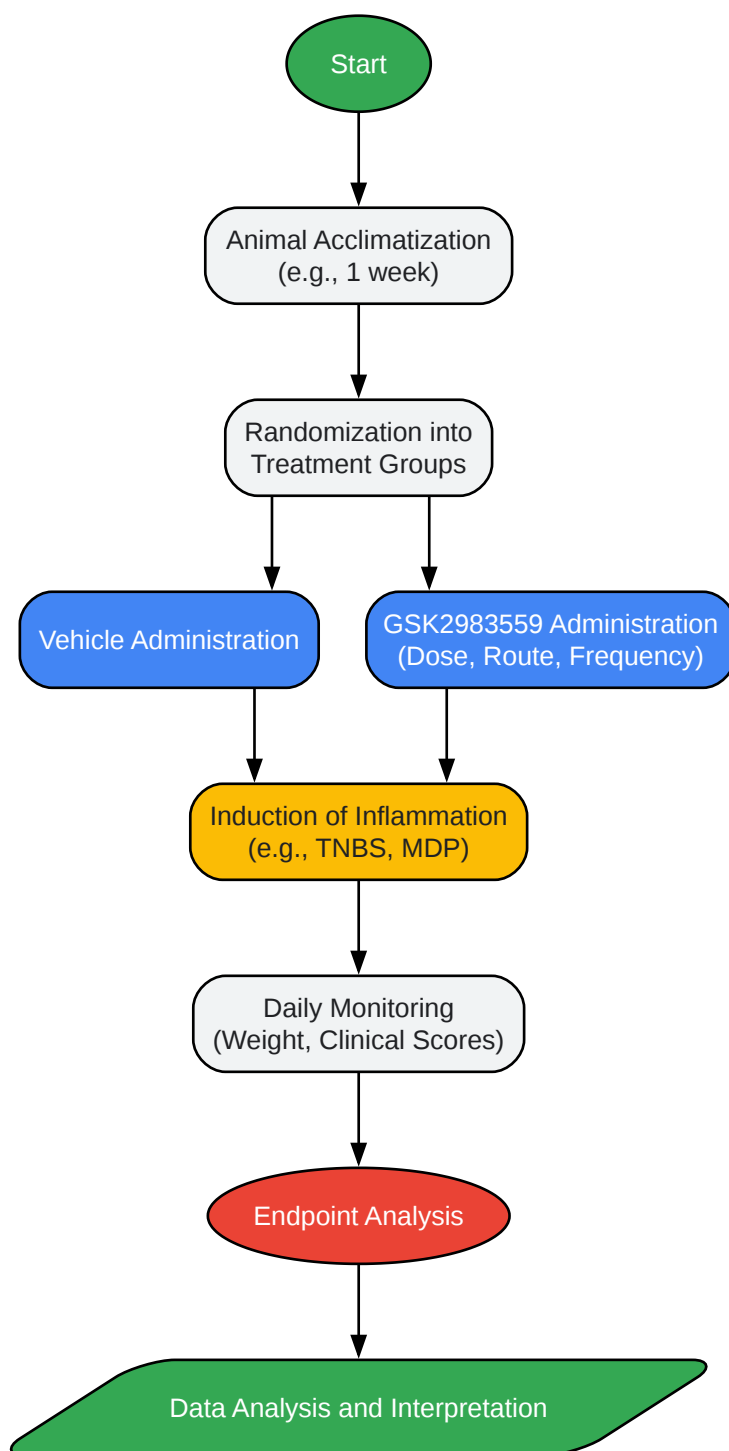 Start
Animal Acclimatization
(e.g., 1 week)
Randomization into
Treatment Groups
Vehicle Administration
GSK2983559 Administration
(Dose, Route, Frequency)
Induction of Inflammation
(e.g., TNBS, MDP)
Daily Monitoring
(Weight, Clinical Scores)
Endpoint Analysis
Data Analysis and Interpretation